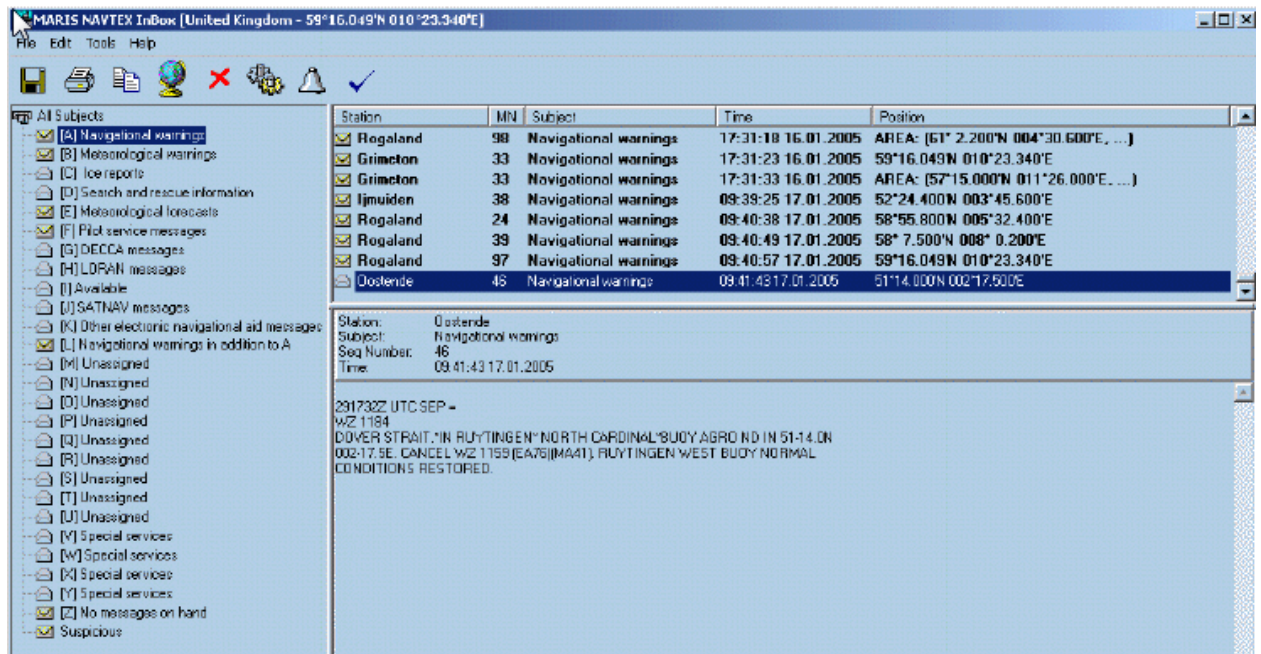 MARIS NAVTEX InBox [United Kingdom - 59°16.049'N 010°23.340'E]
File Edit Tools Help
All Subjects
[A] Navigational warnings
[B] Meteorological warnings
[C] Ice reports
[D] Search and rescue information
[E] Meteorological forecasts
[F] Pilot service messages
[G] DECCA messages
[H] LORAN messages
[I] Available
[J] SATNAV messages
[K] Other electronic navigational aid messages
[L] Navigational warnings in addition to A
[M] Unassigned
[N] Unassigned
[O] Unassigned
[P] Unassigned
[Q] Unassigned
[R] Unassigned
[S] Unassigned
[T] Unassigned
[U] Unassigned
[V] Special services
[W] Special services
[X] Special services
[Y] Special services
[Z] No messages on hand
Suspicious
Station MN Subject Time Position
Rogaland 98 Navigational warnings 17:31:18 16.01.2005 AREA: (61° 2.200'N 004°30.600'E, ...)
Grimeton 33 Navigational warnings 17:31:23 16.01.2005 59°16.049'N 010°23.340'E
Grimeton 33 Navigational warnings 17:31:33 16.01.2005 AREA: (57°15.000'N 011°26.000'E, ...)
Ijmuiden 38 Navigational warnings 09:39:25 17.01.2005 52°24.400'N 003°45.600'E
Rogaland 24 Navigational warnings 09:40:38 17.01.2005 58°55.800'N 005°32.400'E
Rogaland 39 Navigational warnings 09:40:49 17.01.2005 58° 7.500'N 008° 0.200'E
Rogaland 97 Navigational warnings 09:40:57 17.01.2005 59°16.049'N 010°23.340'E
Oostende 46 Navigational warnings 09:41:43 17.01.2005 51°14.000'N 002°17.500'E
Station: Oostende
Subject: Navigational warnings
Seq Number: 46
Time: 09:41:43 17.01.2005
291732Z UTC SEP =
WZ 1184
DOVER STRAIT.*IN RUYTINGEN* NORTH CARDINAL*BUOY AGRO ND IN 51-14.0N
002-17.5E. CANCEL WZ 1159 (EA76)(MA41). RUYTINGEN WEST BUOY NORMAL
CONDITIONS RESTORED.